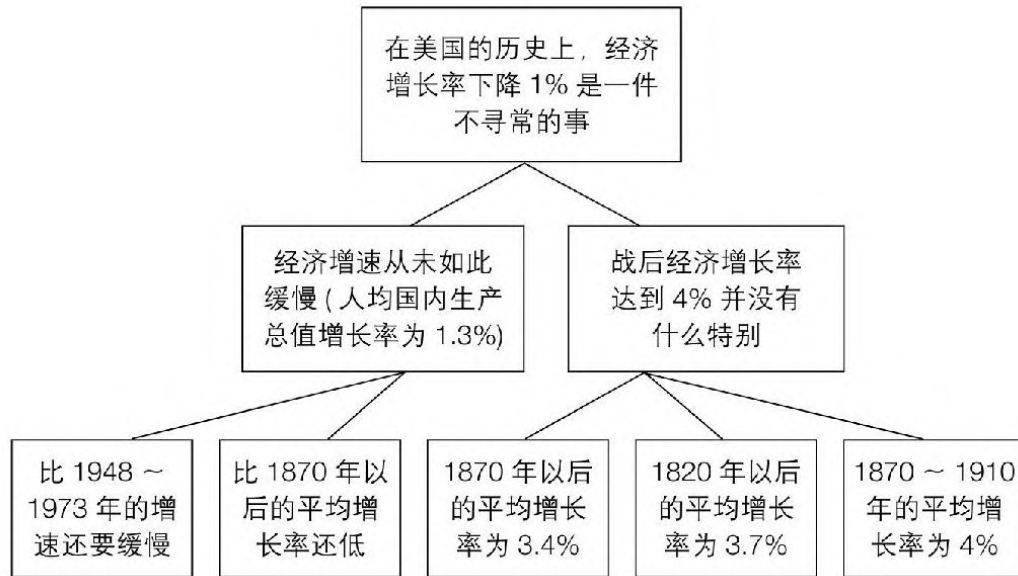 在美国的历史上，经济
增长率下降 1% 是一件
不寻常的事
经济增速从未如此
缓慢(人均国内生产
总值增长率为 1.3%)
战后经济增长率
达到 4% 并没有
什么特别
比 1948 ~
1973 年的增
速还要缓慢
比 1870 年以
后的平均增
长率还低
1870 年以后
的平均增长
率为 3.4%
1820 年以后
的平均增长
率为 3.7%
1870 ~ 1910
年的平均增
长率为 4%